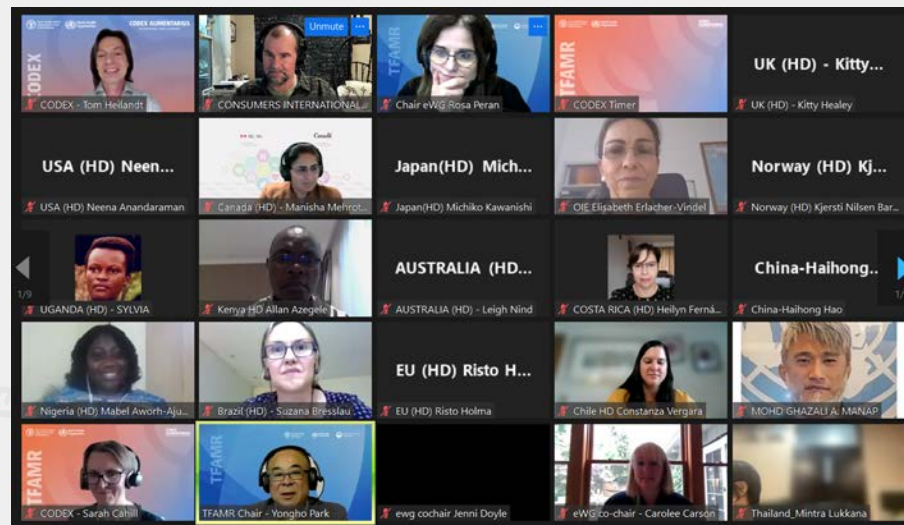 CODEX
CODEX ALIMENTARIUS
CODEX - Tom Heilandt
Unmute
...
CONSUMERS INTERNATIONAL...
TFAMR
...
Chair eWG Rosa Peran
TFAMR
CODEX Timer
UK (HD) - Kitty...
UK (HD) - Kitty Healey
USA (HD) Neen...
USA (HD) Neena Anandaraman
Canada
Canada (HD) - Manisha Mehrot...
Japan(HD) Mich...
Japan(HD) Michiko Kawanishi
OIE Elisabeth Erlacher-Vindel
Norway (HD) Kj...
Norway (HD) Kjersti Nilsen Bar...
1/9
UGANDA (HD) - SYLVIA
Kenya HD Allan Azegele
AUSTRALIA (HD...
AUSTRALIA (HD) - Leigh Nind
COSTA RICA (HD) Heilyn Ferná...
China-Haihong..
China-Haihong Hao
1/
Nigeria (HD) Mabel Aworh-Aju...
Brazil (HD) - Suzana Bresslau
EU (HD) Risto H...
EU (HD) Risto Holma
Chile HD Constanza Vergara
MOHD GHAZALI A. MANAP
TFAMR
CODEX - Sarah Cahill
TFAMR Chair - Yongho Park
ewg cochair Jenni Doyle
eWG co-chair - Carolee Carson
Thailand_Mintra Lukkana